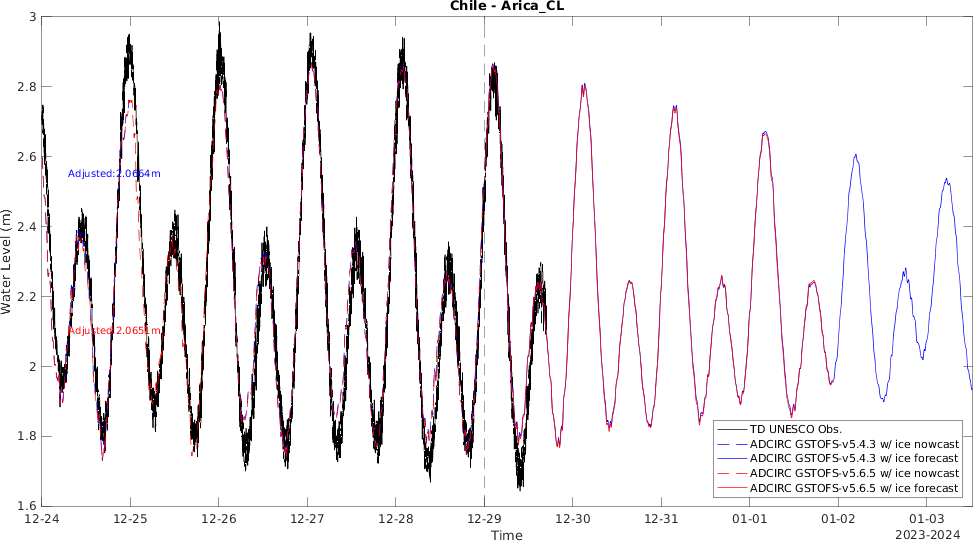 Chile - Arica_CL
3
2.8
2.6
2.4
2.2
2
1.8
1.6
Water Level (m)
Adjusted:2.0664m
Adjusted:2.0651m
TD UNESCO Obs.
ADCIRC GSTOFS-v5.4.3 w/ ice nowcast
ADCIRC GSTOFS-v5.4.3 w/ ice forecast
ADCIRC GSTOFS-v5.6.5 w/ ice nowcast
ADCIRC GSTOFS-v5.6.5 w/ ice forecast
12-24 12-25 12-26 12-27 12-28 12-29 12-30 12-31 01-01 01-02 01-03
Time
2023-2024